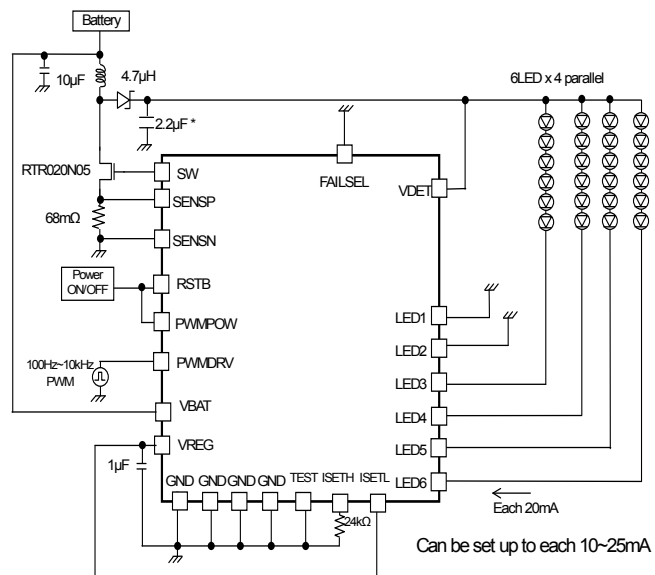 Battery
10µF
4.7µH
2.2µF *
6LED x 4 parallel
RTR020N05
SW
FAILSEL
VDET
SENSP
68mΩ
SENSN
Power
ON/OFF
RSTB
PWMPOW
LED1
LED2
100Hz~10kHz
PWM
PWMDRV
LED3
VBAT
LED4
VREG
LED5
1µF
GND GND GND GND TEST ISETH ISETL
LED6
24kΩ
Each 20mA
Can be set up to each 10~25mA